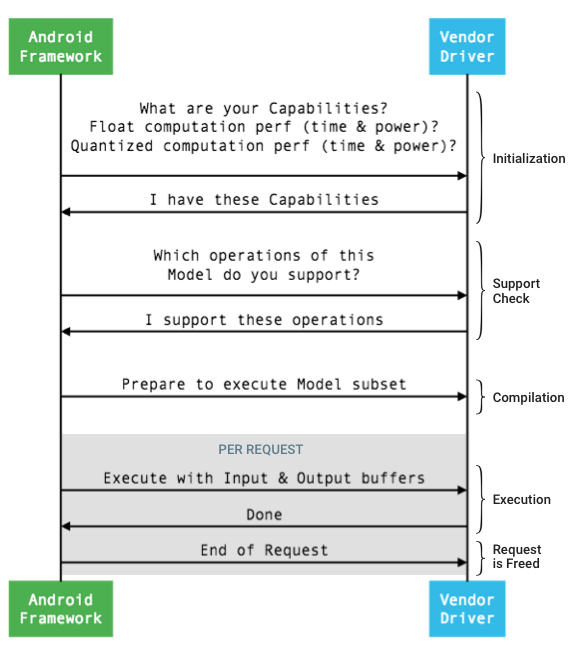 Android
Framework
Vendor
Driver
What are your Capabilities?
Float computation perf (time & power)?
Quantized computation perf (time & power)?
Initialization
I have these Capabilities
Which operations of this
Model do you support?
Support
Check
I support these operations
Prepare to execute Model subset
Compilation
PER REQUEST
Execute with Input & Output buffers
Execution
Done
End of Request
Request
is Freed
Android
Framework
Vendor
Driver